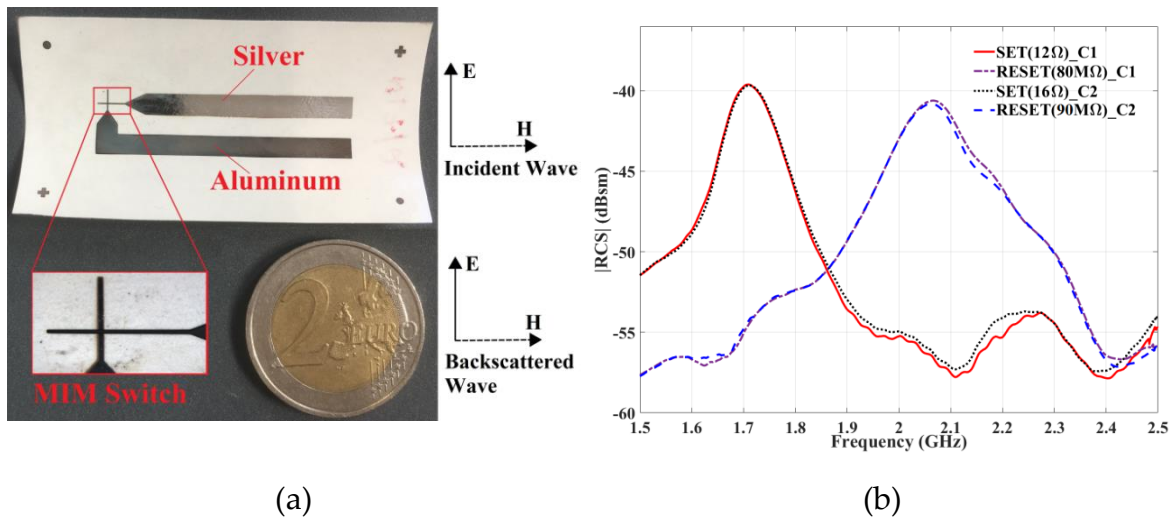 Silver
Aluminum
MIM Switch
2 EURO
E
H
Incident Wave
E
H
Backscattered
Wave
(a)
|RCS| (dBsm)
-40
-45
-50
-55
-60
SET(12Ω)_C1
RESET(80MΩ)_C1
SET(16Ω)_C2
RESET(90MΩ)_C2
1.5 1.6 1.7 1.8 1.9 2 2.1 2.2 2.3 2.4 2.5
Frequency (GHz)
(b)